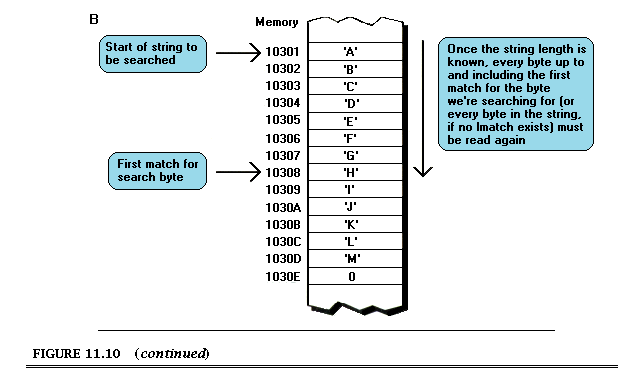 B
Memory
Start of string to
be searched
10301 'A'
10302 'B'
10303 'C'
10304 'D'
10305 'E'
10306 'F'
10307 'G'
10308 'H'
10309 'I'
1030A 'J'
1030B 'K'
1030C 'L'
1030D 'M'
1030E 0
First match for
search byte
Once the string length is
known, every byte up to
and including the first
match for the byte
we're searching for (or
every byte in the string,
if no lmatch exists) must
be read again
FIGURE 11.10 (continued)